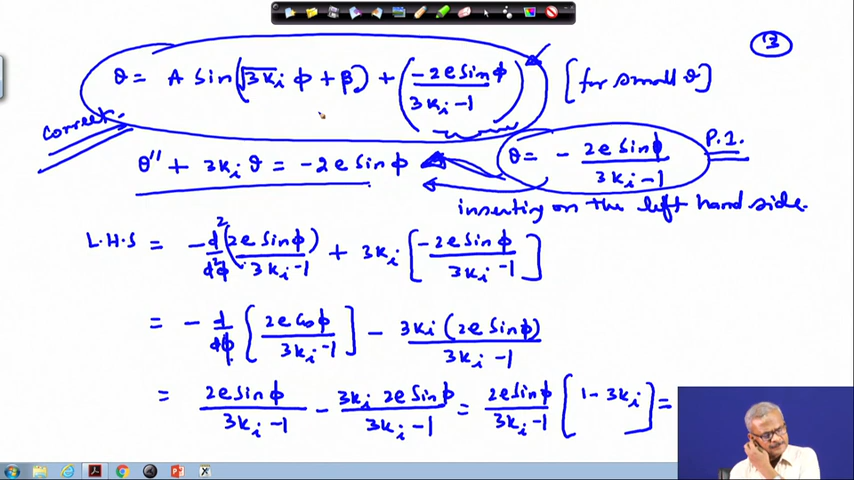 3
θ = A sin(√3kᵢ φ + β) + (-2e sinφ / 3kᵢ-1) [for small θ]
correct.
θ'' + 3kᵢ θ = -2e sinφ
θ = - 2e sinφ / 3kᵢ-1 P.I.
inserting on the left hand side.
L.H.S = -d²/dφ² (2e sinφ / 3kᵢ-1) + 3kᵢ [-2e sinφ / 3kᵢ-1]
= - d/dφ [2e cosφ / 3kᵢ-1] - 3kᵢ (2e sinφ) / 3kᵢ-1
= 2e sinφ / 3kᵢ-1 - 3kᵢ 2e sinφ / 3kᵢ-1 = 2e sinφ / 3kᵢ-1 [1-3kᵢ] =